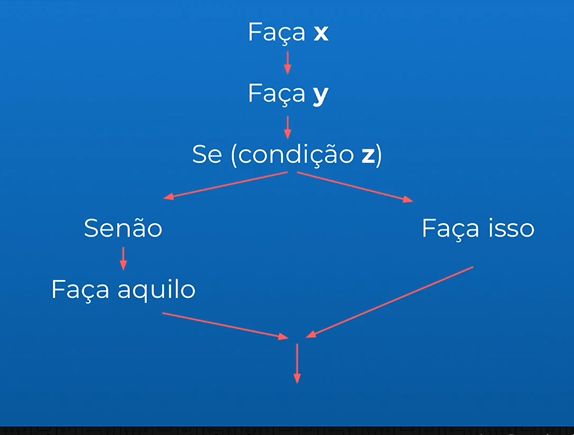 Faça x
Faça y
Se (condição z)
Senão
Faça isso
Faça aquilo